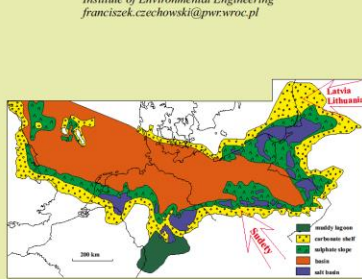 Institute of Environmental Engineering
franciszek.czechowski@pwr.wroc.pl
Latvia
Lithuania
Sudety
200 km
muddy lagoon
carbonate shelf
sulphate slope
basin
salt basin